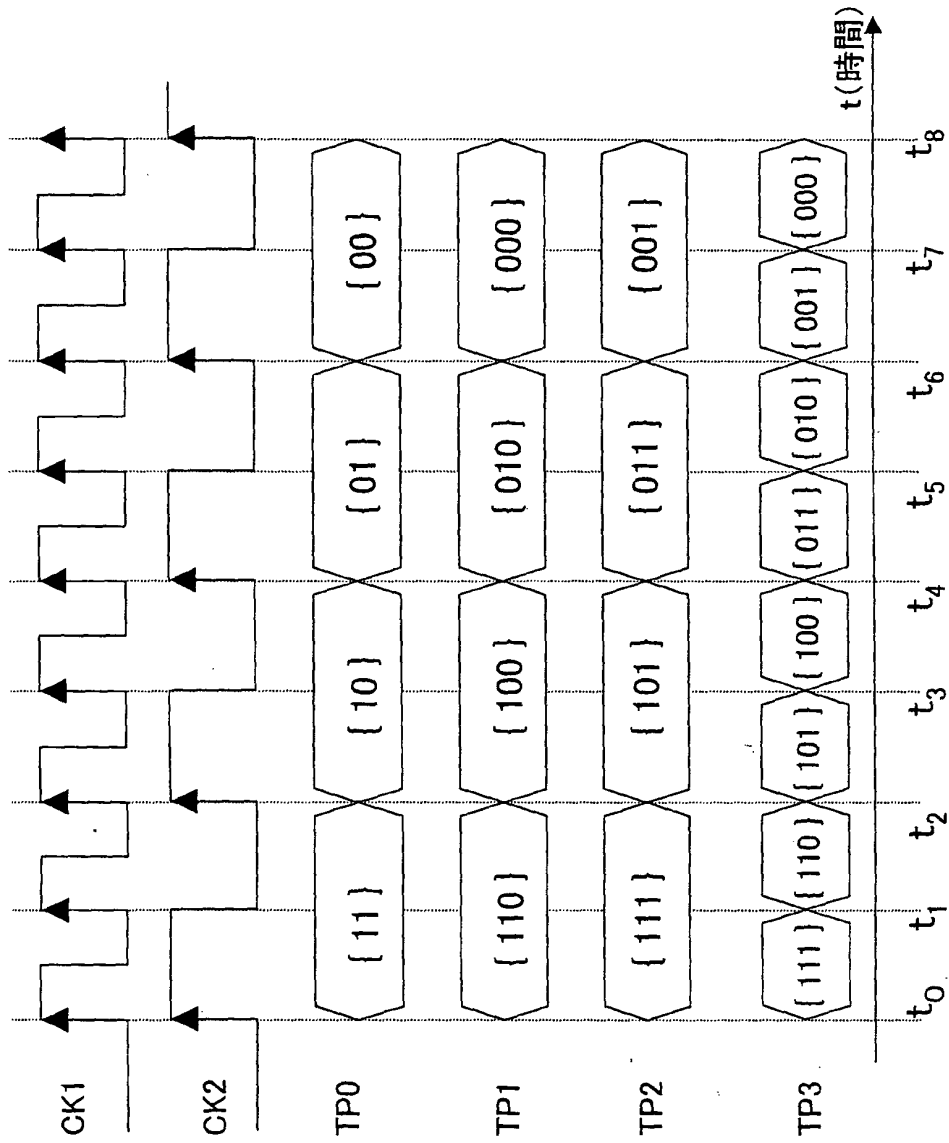 CK1
CK2
TP0 { 11 } { 10 } { 01 } { 00 }
TP1 { 110 } { 100 } { 010 } { 000 }
TP2 { 111 } { 101 } { 011 } { 001 }
TP3 { 111 } { 110 } { 101 } { 100 } { 011 } { 010 } { 001 } { 000 }
t(時間)
t0 t1 t2 t3 t4 t5 t6 t7 t8